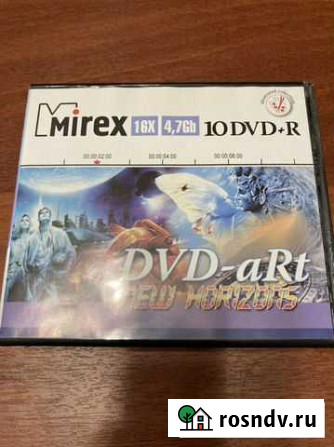 Mirex 16X 4,7Gb 10 DVD+R
00:00:02:00 00:00:04:00 00:00:06:00
DVD-aRt
NEW HORIZONS
rosndv.ru